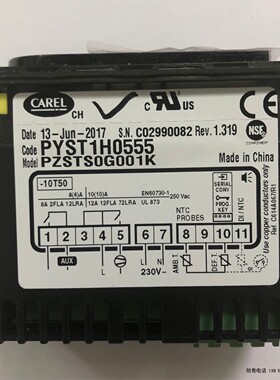 CAREL
CH
c RU US
NSF
COMPONENT
Date 13-Jun-2017 S.N. C02990082 Rev. 1.319
Code PYST1H0555
Model PZSTS0G001K
Made in China
-10T50
8(4)A 10(10)A EN60730-1 250 Vac
8A 2FLA 12LRA 12A 12FLA 72LRA UL 873
NTC PROBES
SERIAL CONV
PROG. KEY
DI / NTC
1 2 4 5 6 7 8 9 10 11
AUX
L L N
230V~
AMB.T.
DEF.T.
Use copper conductors only